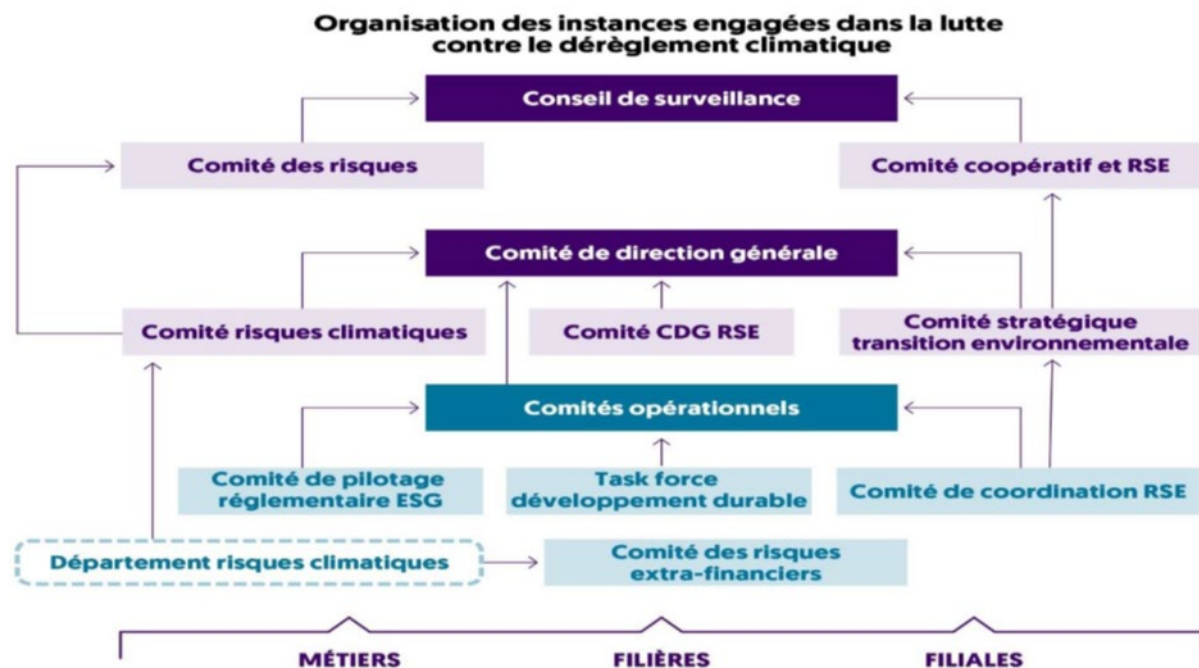 Organisation des instances engagées dans la lutte
contre le dérèglement climatique
Conseil de surveillance
Comité des risques
Comité coopératif et RSE
Comité de direction générale
Comité risques climatiques
Comité CDG RSE
Comité stratégique
transition environnementale
Comités opérationnels
Comité de pilotage
réglementaire ESG
Task force
développement durable
Comité de coordination RSE
Département risques climatiques
Comité des risques
extra-financiers
MÉTIERS
FILIÈRES
FILIALES